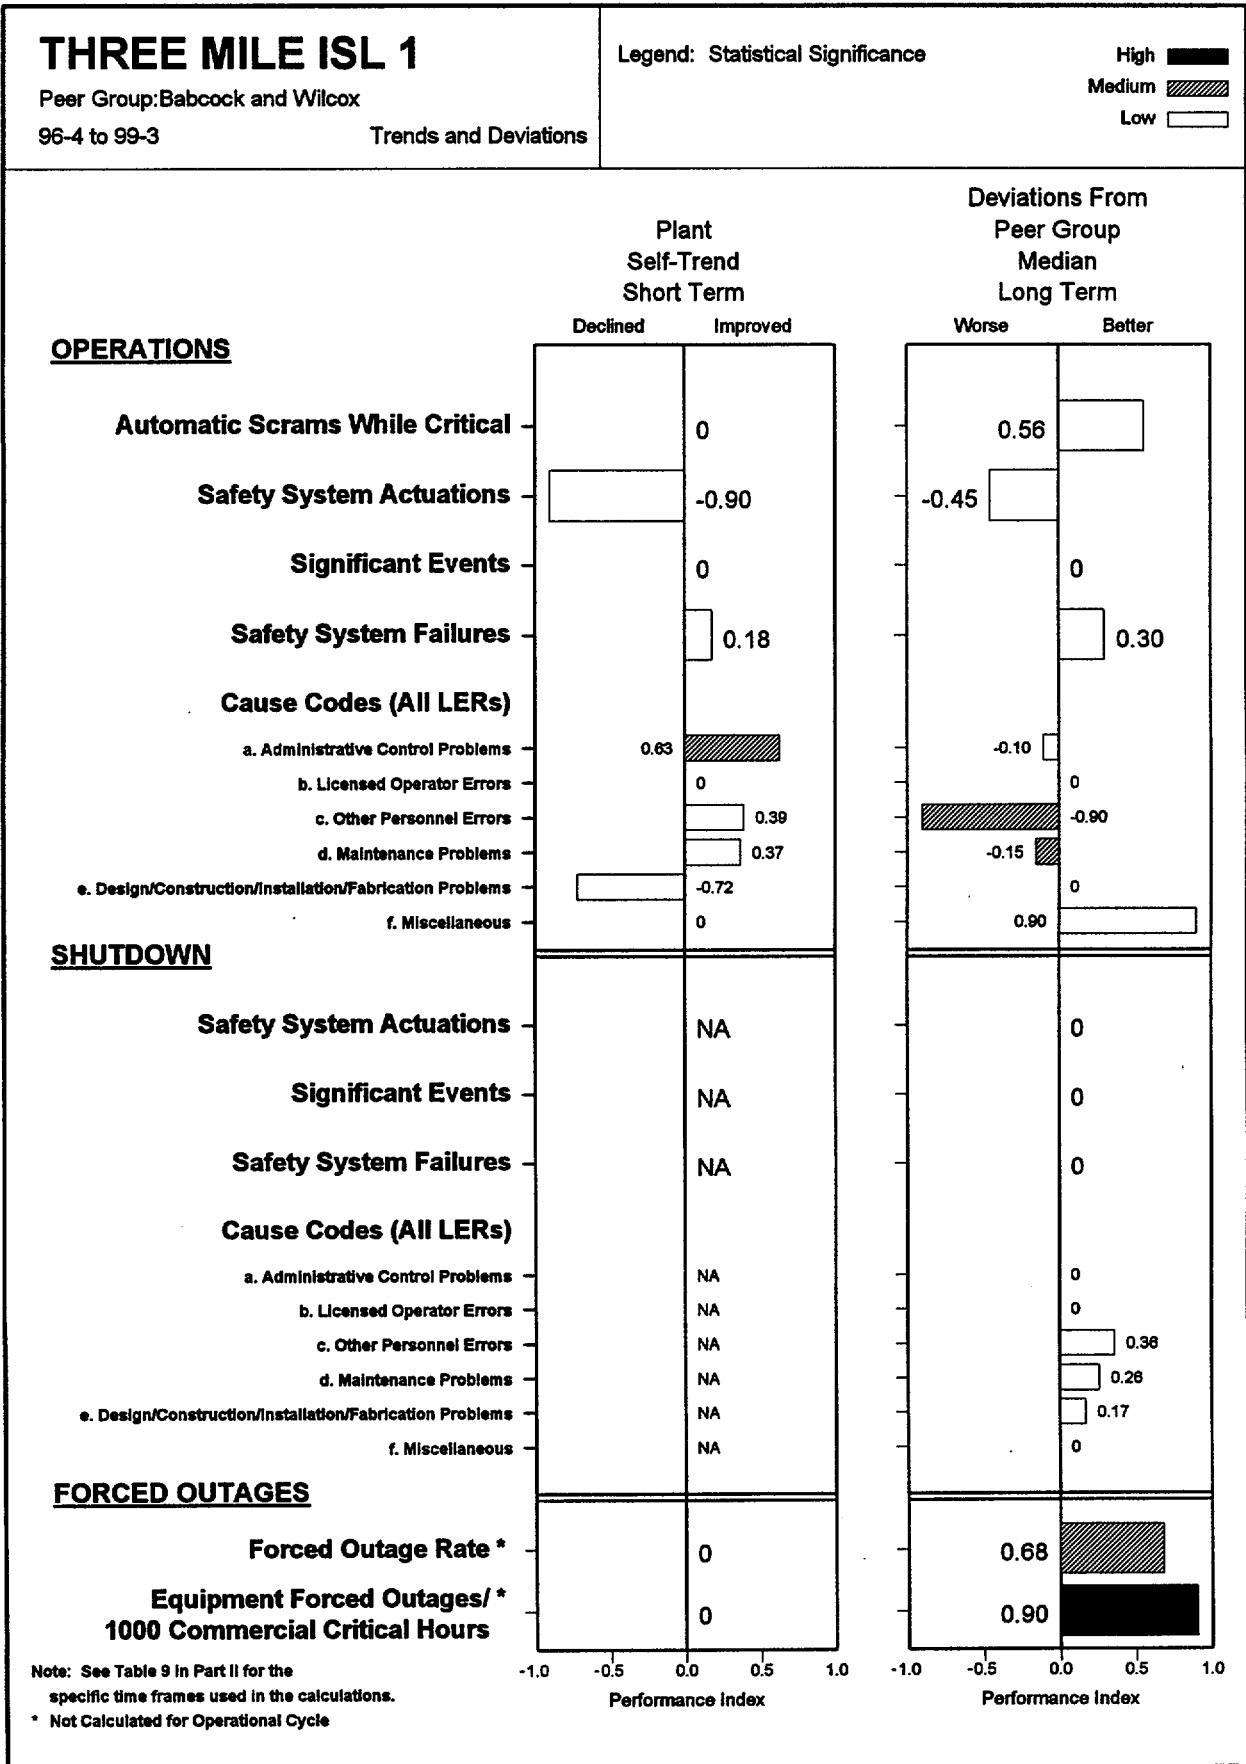 THREE MILE ISL 1
Peer Group:Babcock and Wilcox
96-4 to 99-3 Trends and Deviations
Legend: Statistical Significance
High
Medium
Low
Plant
Self-Trend
Short Term
Declined Improved
Deviations From
Peer Group
Median
Long Term
Worse Better
OPERATIONS
Automatic Scrams While Critical 0 0.56
Safety System Actuations -0.90 -0.45
Significant Events 0 0
Safety System Failures 0.18 0.30
Cause Codes (All LERs)
a. Administrative Control Problems 0.63 -0.10
b. Licensed Operator Errors 0 0
c. Other Personnel Errors 0.39 -0.90
d. Maintenance Problems 0.37 -0.15
e. Design/Construction/Installation/Fabrication Problems -0.72 0
f. Miscellaneous 0 0.90
SHUTDOWN
Safety System Actuations NA 0
Significant Events NA 0
Safety System Failures NA 0
Cause Codes (All LERs)
a. Administrative Control Problems NA 0
b. Licensed Operator Errors NA 0
c. Other Personnel Errors NA 0.36
d. Maintenance Problems NA 0.26
e. Design/Construction/Installation/Fabrication Problems NA 0.17
f. Miscellaneous NA 0
FORCED OUTAGES
Forced Outage Rate * 0 0.68
Equipment Forced Outages/ *
1000 Commercial Critical Hours 0 0.90
-1.0 -0.5 0.0 0.5 1.0 -1.0 -0.5 0.0 0.5 1.0
Performance Index Performance Index
Note: See Table 9 in Part II for the
specific time frames used in the calculations.
* Not Calculated for Operational Cycle